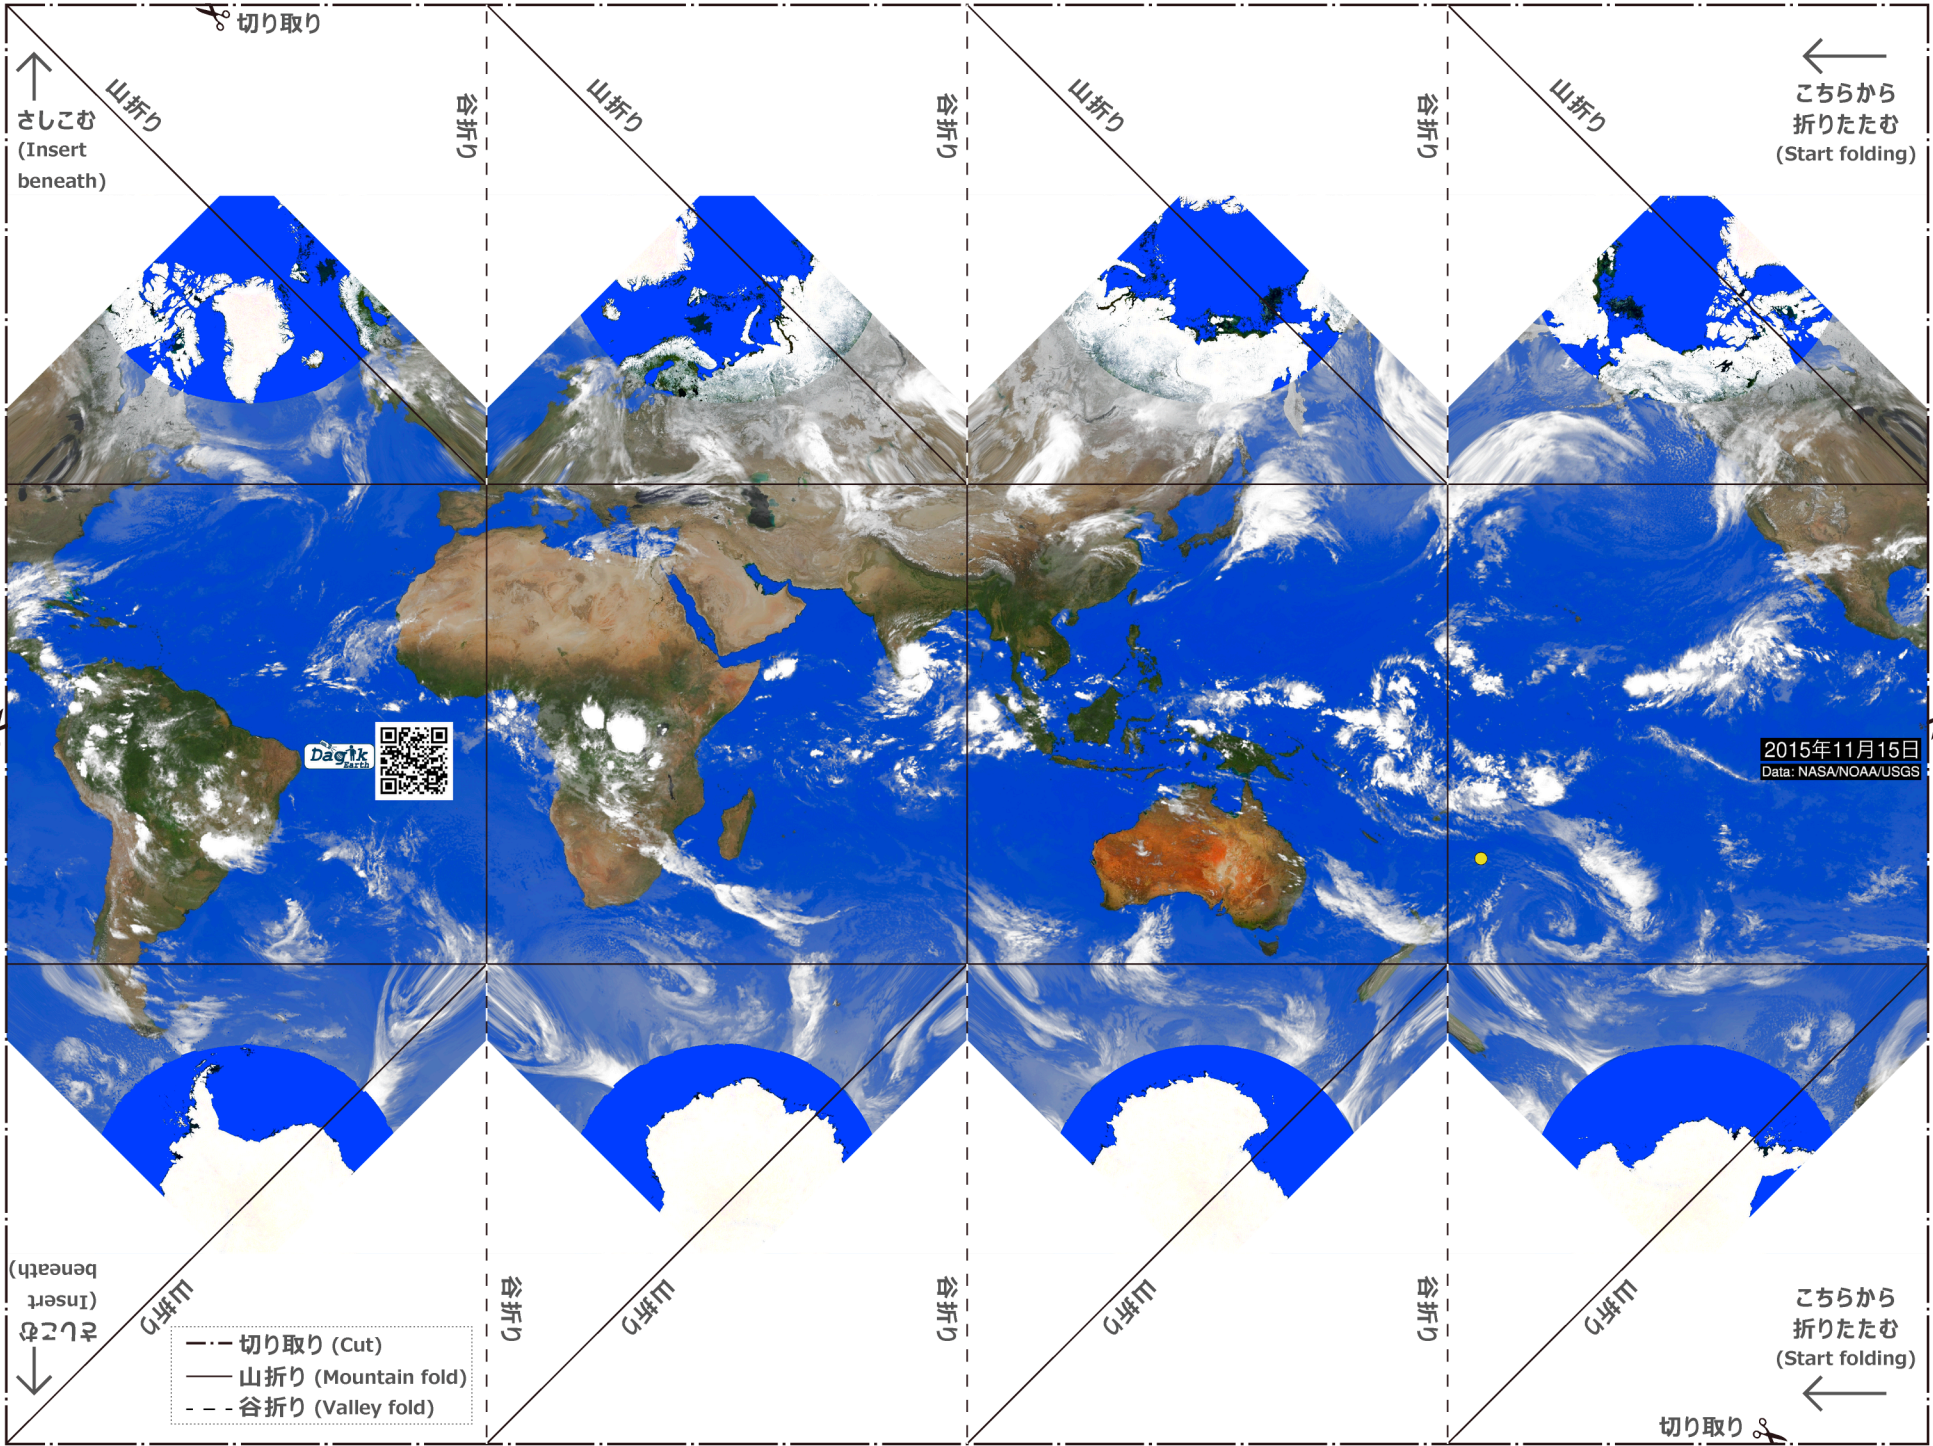 切り取り
山折り
谷折り
山折り
谷折り
山折り
谷折り
山折り
さしこむ
(Insert
beneath)
こちらから
折りたたむ
(Start folding)
Dagik
Earth
2015年11月15日
Data: NASA/NOAA/USGS
さしこむ
(Insert
beneath)
山折り
谷折り
山折り
谷折り
山折り
谷折り
山折り
切り取り (Cut)
山折り (Mountain fold)
谷折り (Valley fold)
こちらから
折りたたむ
(Start folding)
切り取り